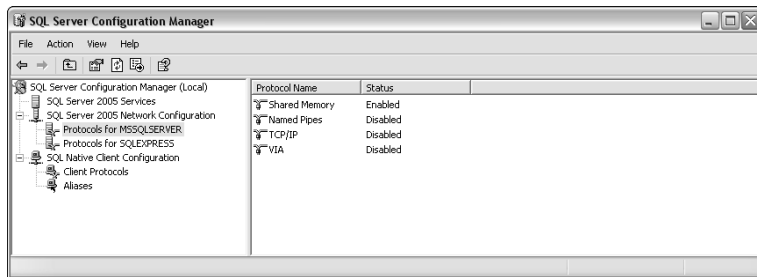 SQL Server Configuration Manager
File Action View Help
SQL Server Configuration Manager (Local)
SQL Server 2005 Services
SQL Server 2005 Network Configuration
Protocols for MSSQLSERVER
Protocols for SQLEXPRESS
SQL Native Client Configuration
Client Protocols
Aliases
Protocol Name Status
Shared Memory Enabled
Named Pipes Disabled
TCP/IP Disabled
VIA Disabled